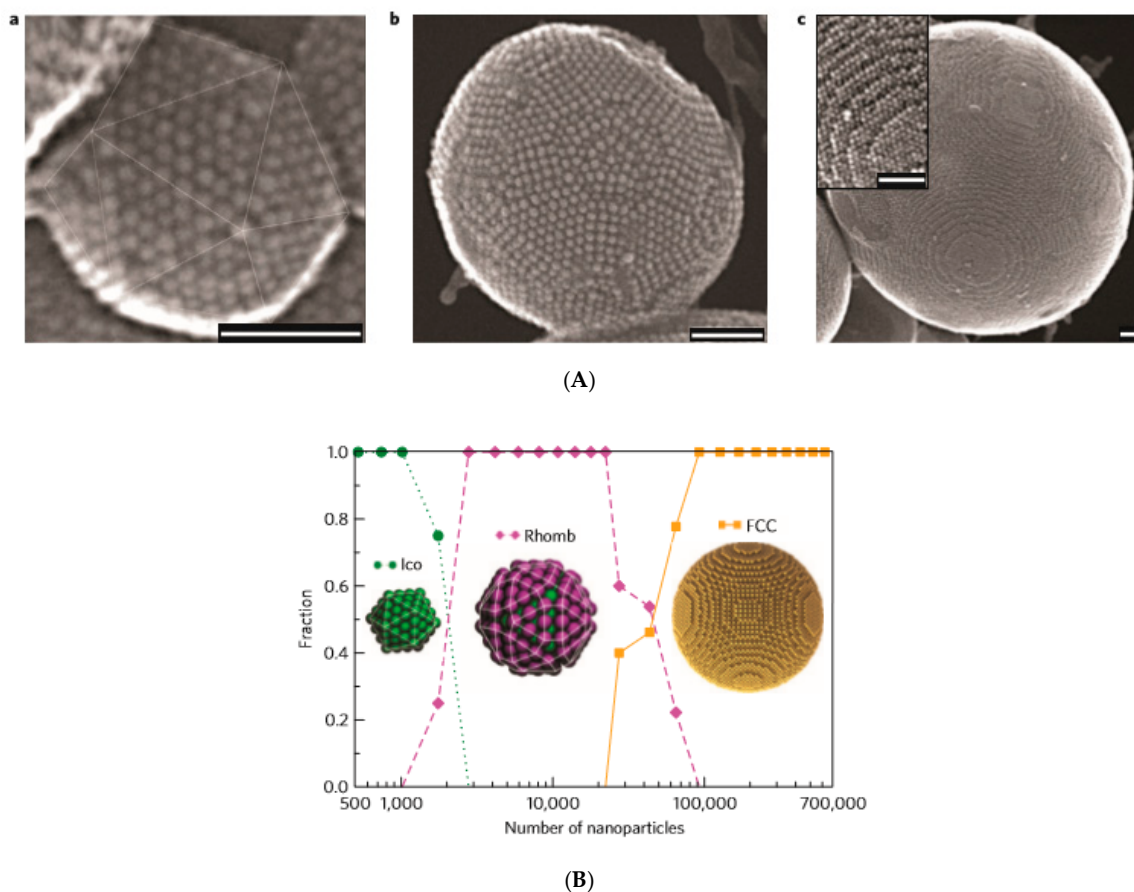 a
b
c
(A)
1.0
0.8
0.6
0.4
0.2
0.0
Fraction
Ico
Rhomb
FCC
500
1,000
10,000
100,000
700,000
Number of nanoparticles
(B)